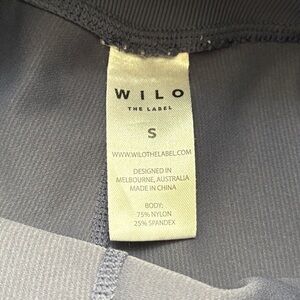 WILO
THE LABEL
S
WWW.WILOTHELABEL.COM
DESIGNED IN
MELBOURNE, AUSTRALIA
MADE IN CHINA
BODY:
75% NYLON
25% SPANDEX